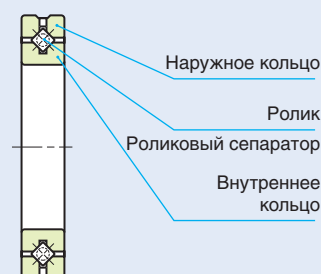 Наружное кольцо
Ролик
Роликовый сепаратор
Внутреннее
кольцо